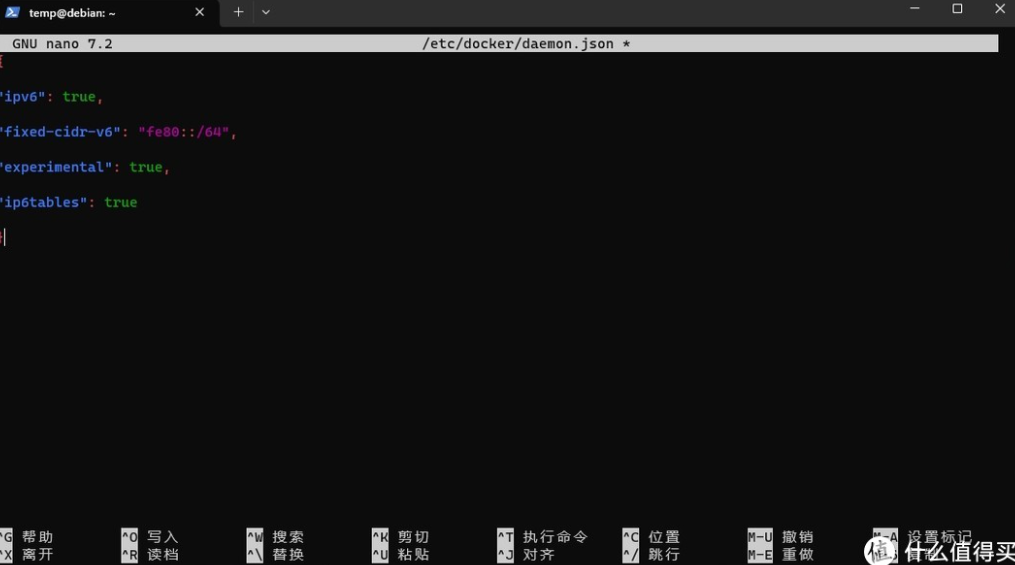 temp@debian: ~
GNU nano 7.2 /etc/docker/daemon.json *
{
"ipv6": true,
"fixed-cidr-v6": "fe80::/64",
"experimental": true,
"ip6tables": true
}
^G 帮助 ^O 写入 ^W 搜索 ^K 剪切 ^T 执行命令 ^C 位置 M-U 撤销 M-A 设置标记
^X 离开 ^R 读档 ^\ 替换 ^U 粘贴 ^J 对齐 ^/ 跳行 M-E 重做
值 什么值得买